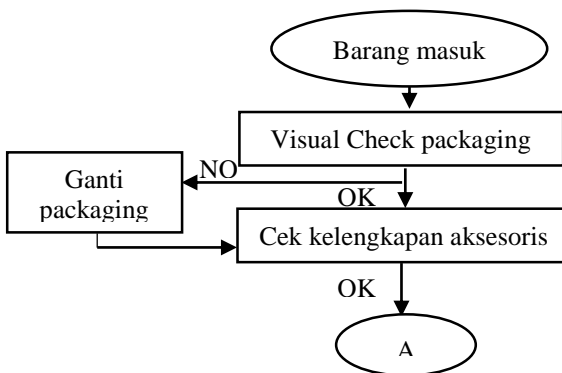 Barang masuk
Visual Check packaging
NO
Ganti
packaging
OK
Cek kelengkapan aksesoris
OK
A